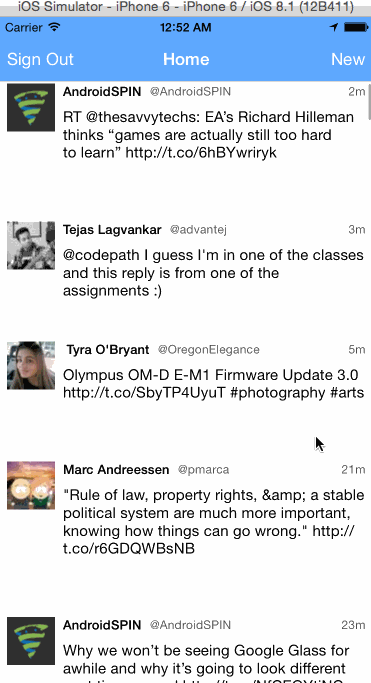 iOS Simulator - iPhone 6 - iPhone 6 / iOS 8.1 (12B411)
Carrier 12:52 AM
Sign Out Home New
AndroidSPIN @AndroidSPIN 2m
RT @thesavvytechs: EA’s Richard Hilleman
thinks “games are actually still too hard
to learn” http://t.co/6hBYwriryk
Tejas Lagvankar @advantej 3m
@codepath I guess I'm in one of the classes
and this reply is from one of the
assignments :)
Tyra O'Bryant @OregonElegance 5m
Olympus OM-D E-M1 Firmware Update 3.0
http://t.co/SbyTP4UyuT #photography #arts
Marc Andreessen @pmarca 21m
"Rule of law, property rights, &amp; a stable
political system are much more important,
knowing how things can go wrong." http://
t.co/r6GDQWBsNB
AndroidSPIN @AndroidSPIN 23m
Why we won’t be seeing Google Glass for
awhile and why it’s going to look different